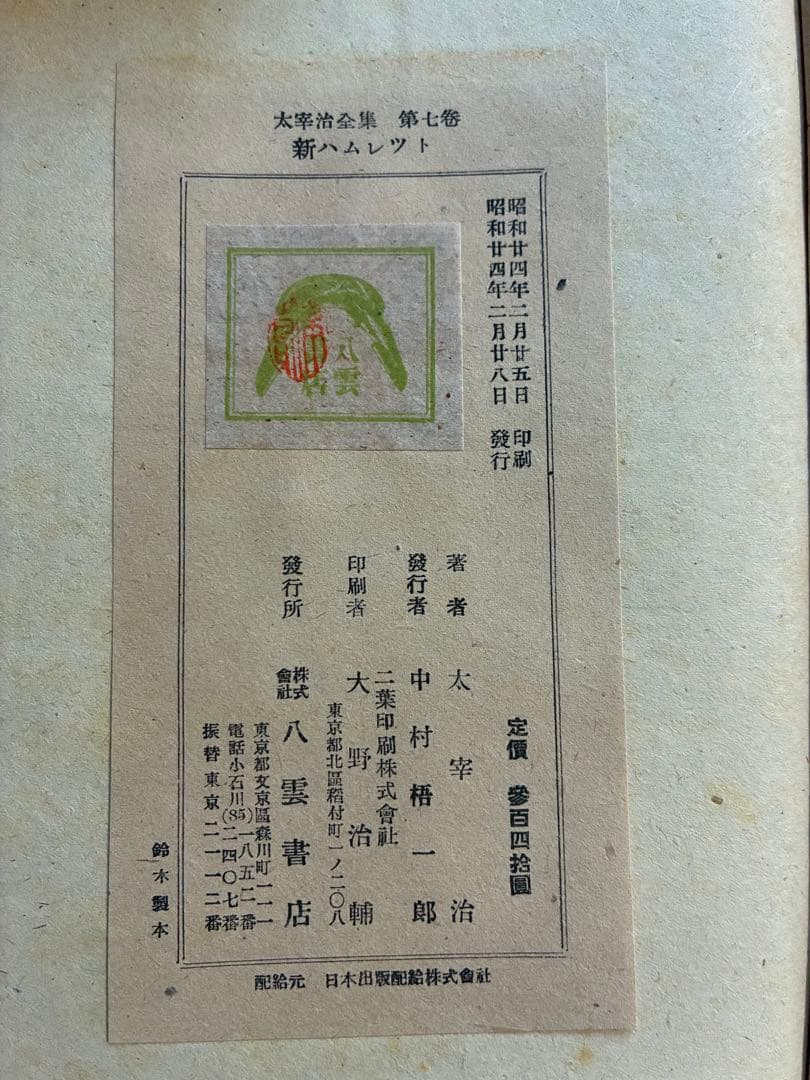 太宰治全集　第七卷
新ハムレツト
昭和廿四年二月廿五日　印刷
昭和廿四年二月廿八日　發行
定價　參百四拾圓
著者　太宰治
發行者　中村梧一郎
二葉印刷株式會社
印刷者　大野治輔
東京都北區稻付町一ノ二〇八
發行所　株式會社　八雲書店
東京都文京區森川町一一一
電話小石川(85)一八五二番
二四〇七番
振替東京二一一二番
八雲
鈴木製本
配給元　日本出版配給株式會社